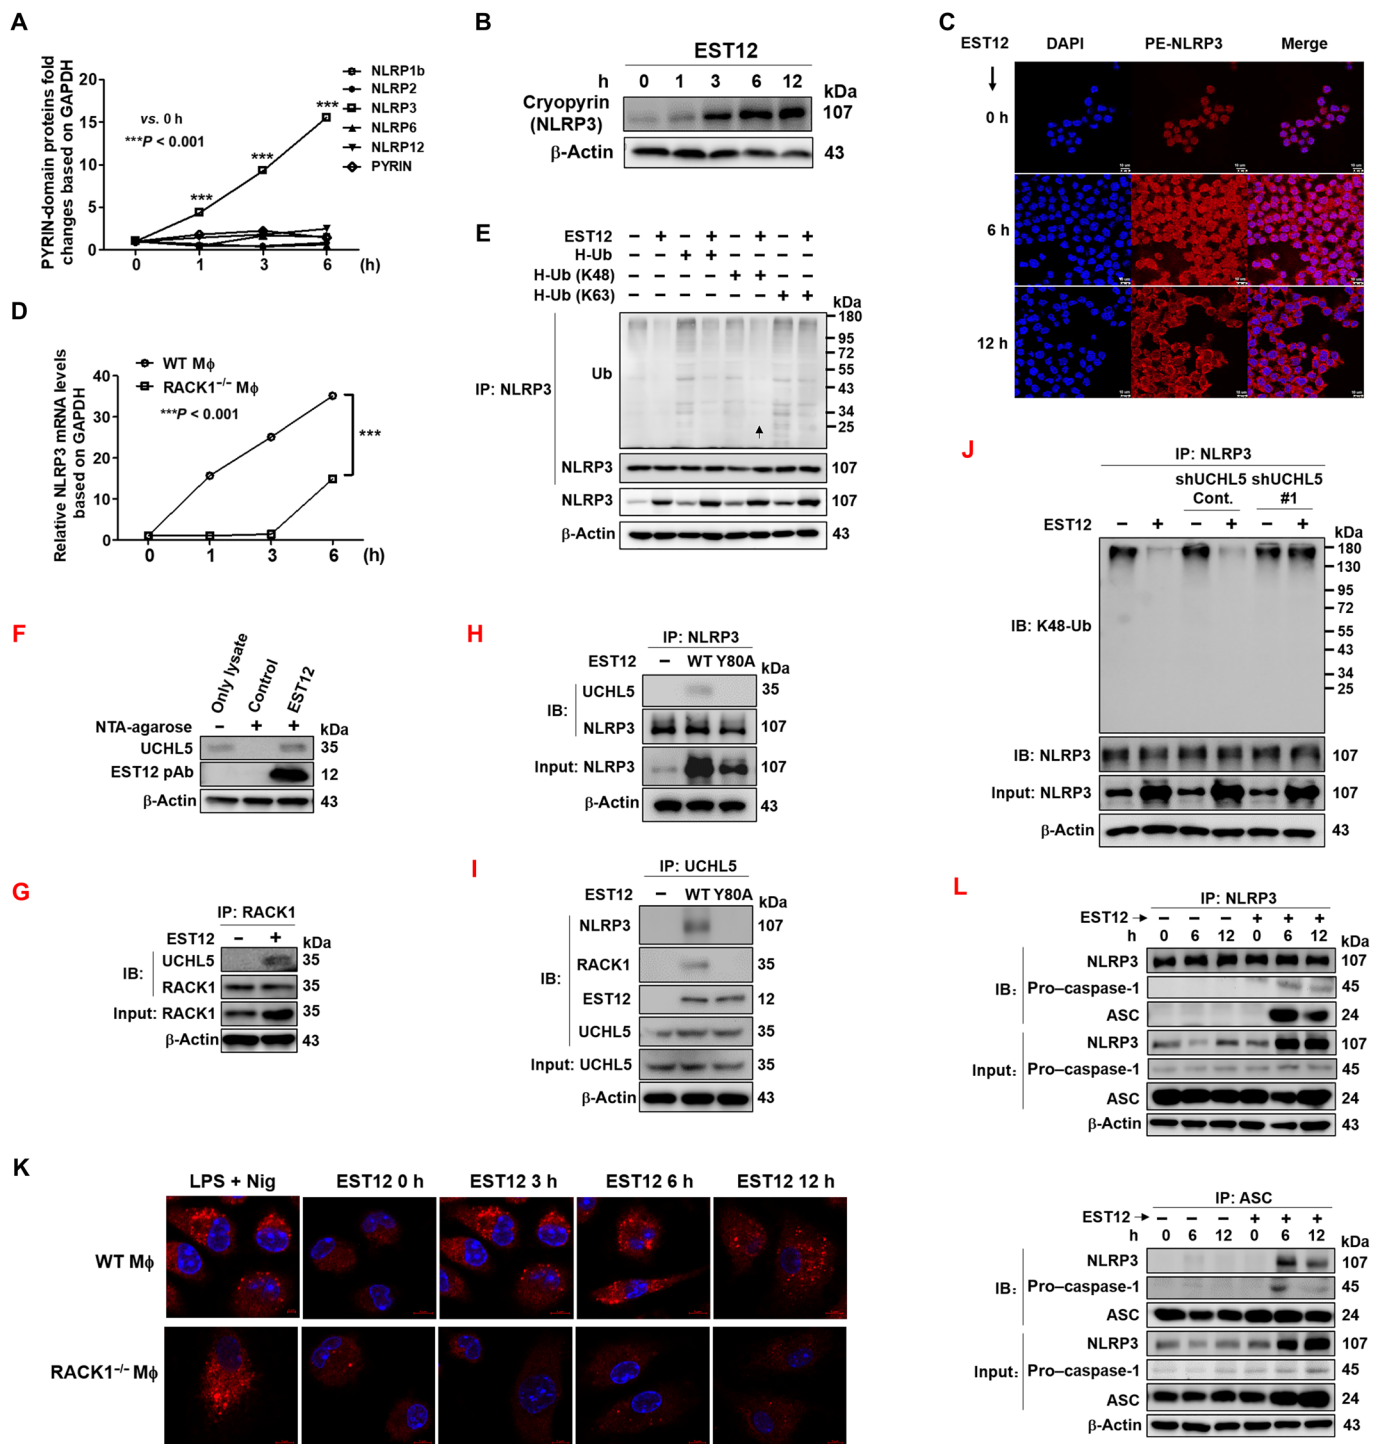 A
PYRIN-domain proteins fold
changes based on GAPDH
20
15
10
5
0
vs. 0 h
***P < 0.001
***
***
***
NLRP1b
NLRP2
NLRP3
NLRP6
NLRP12
PYRIN
0 1 3 6 (h)
B
EST12
h 0 1 3 6 12 kDa
Cryopyrin
(NLRP3)
107
β-Actin 43
C
EST12 DAPI PE-NLRP3 Merge
0 h
6 h
12 h
D
Relative NLRP3 mRNA levels
based on GAPDH
40
30
20
10
0
WT Mϕ
RACK1–/– Mϕ
***P < 0.001
***
0 1 3 6 (h)
E
EST12 – + – + – + – +
H-Ub – – + + – – – –
H-Ub (K48) – – – – + + – –
H-Ub (K63) – – – – – – + +
kDa
180
95
72
55
43
34
25
IP: NLRP3
Ub
NLRP3 107
NLRP3 107
β-Actin 43
F
Only lysate
Control
EST12
NTA-agarose – + + kDa
UCHL5 35
EST12 pAb 12
β-Actin 43
G
IP: RACK1
EST12 – + kDa
IB:
UCHL5 35
RACK1 35
Input: RACK1 35
β-Actin 43
H
IP: NLRP3
EST12 – WT Y80A kDa
IB:
UCHL5 35
NLRP3 107
Input: NLRP3 107
β-Actin 43
I
IP: UCHL5
EST12 – WT Y80A kDa
IB:
NLRP3 107
RACK1 35
EST12 12
UCHL5 35
Input: UCHL5 35
β-Actin 43
J
IP: NLRP3
shUCHL5 shUCHL5
Cont. #1
EST12 – + – + – + kDa
180
130
95
72
55
43
34
25
IB: K48-Ub
IB: NLRP3 107
Input: NLRP3 107
β-Actin 43
K
LPS + Nig EST12 0 h EST12 3 h EST12 6 h EST12 12 h
WT Mϕ
RACK1–/– Mϕ
L
IP: NLRP3
EST12 – – – + + +
h 0 6 12 0 6 12 kDa
IB:
NLRP3 107
Pro–caspase-1 45
ASC 24
Input:
NLRP3 107
Pro–caspase-1 45
ASC 24
β-Actin 43
IP: ASC
EST12 – – – + + +
h 0 6 12 0 6 12 kDa
IB:
NLRP3 107
Pro–caspase-1 45
ASC 24
Input:
NLRP3 107
Pro–caspase-1 45
ASC 24
β-Actin 43